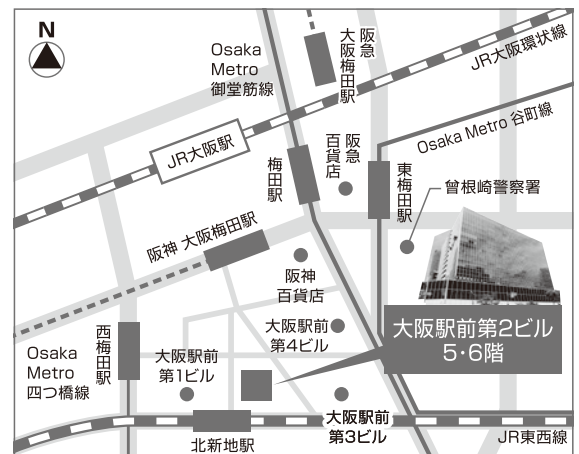 N
Osaka
Metro
御堂筋線
阪急
大阪梅田駅
JR大阪環状線
JR大阪駅
梅田駅
阪急
百貨店
Osaka Metro 谷町線
東梅田駅
曾根崎警察署
阪神 大阪梅田駅
阪神
百貨店
西梅田駅
大阪駅前
第4ビル
大阪駅前第2ビル
5・6階
Osaka
Metro
四つ橋線
大阪駅前
第1ビル
大阪駅前
第3ビル
北新地駅
JR東西線